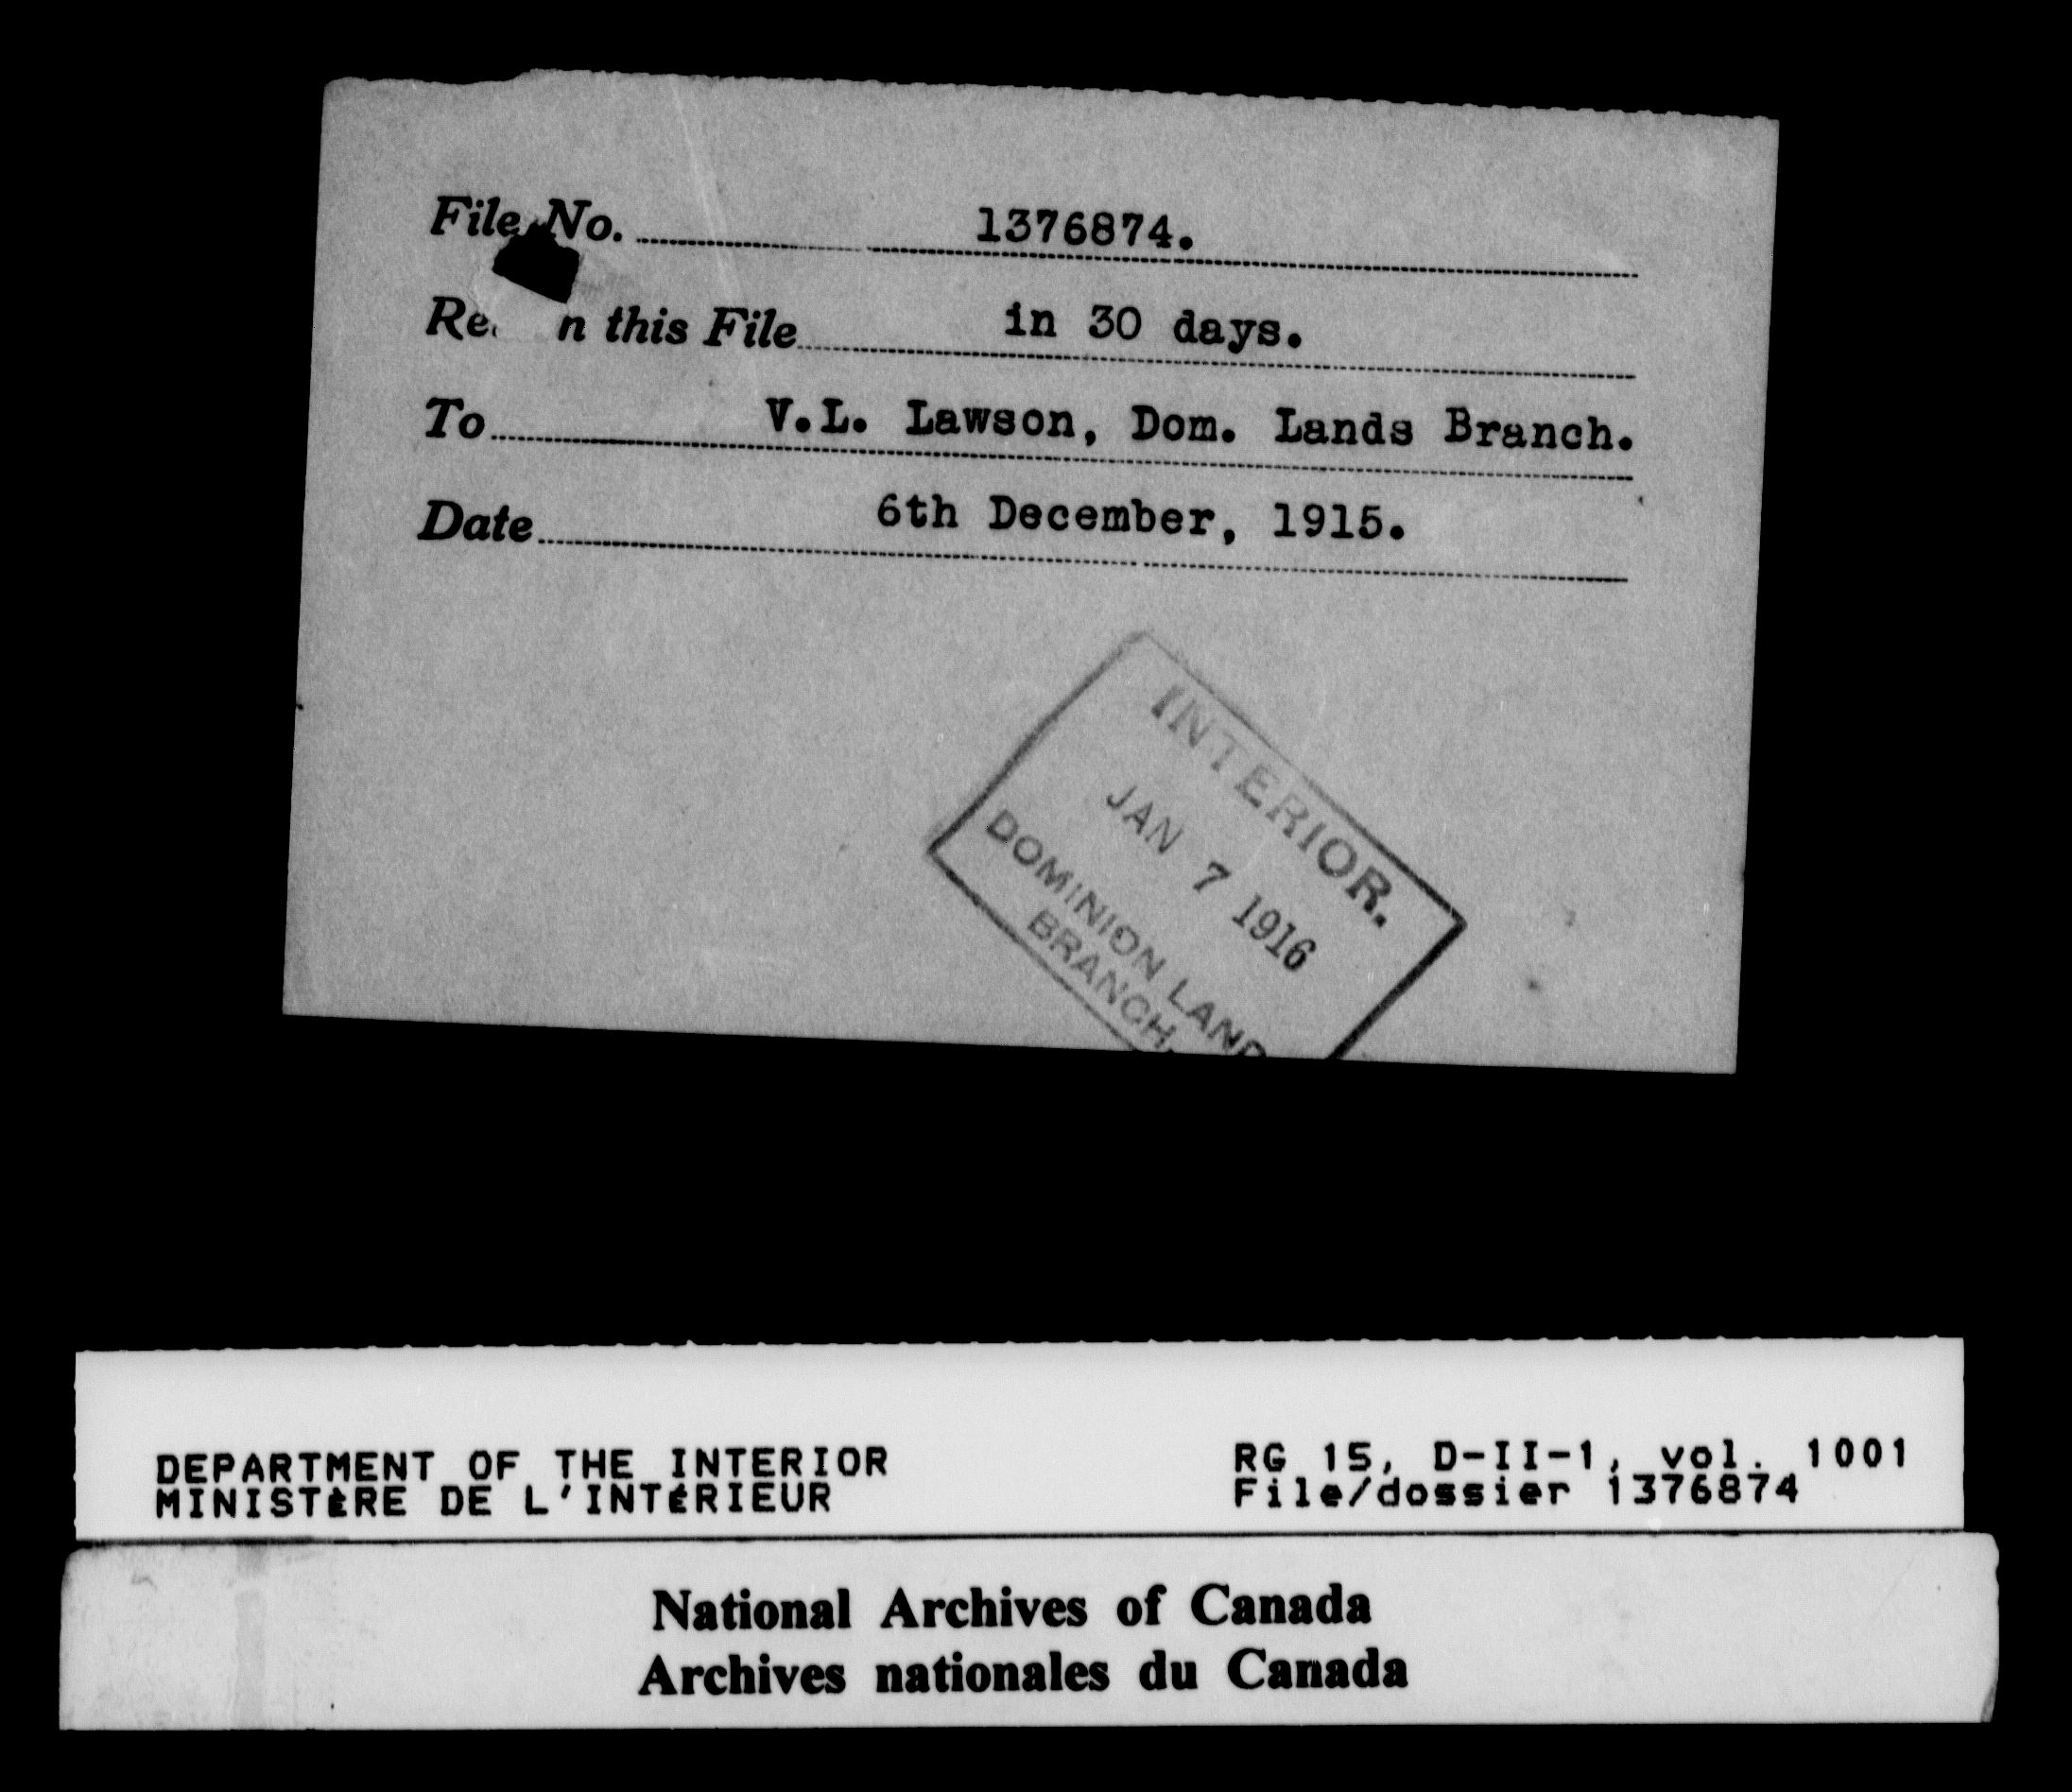 File No. 1376874.
n this File in 30 days.
To V.L. Lawson, Dom. Lands Branch.
Date 6th December, 1915.
INTERIOR.
JAN 7 1916
DOMINION LAND
BRANCH.
DEPARTMENT OF THE INTERIOR
MINISTÈRE DE L'INTÉRIEUR
RG 15, D-II-1, vol. 1001
File/dossier 1376874
National Archives of Canada
Archives nationales du Canada